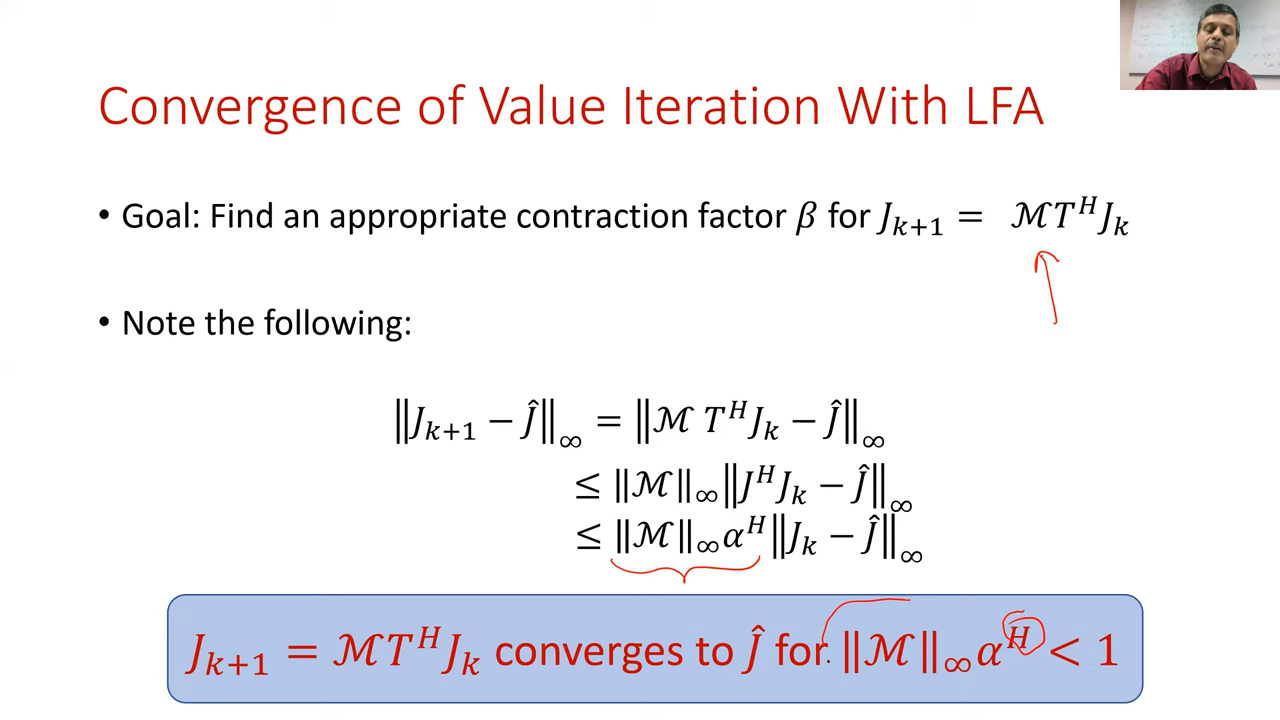 Convergence of Value Iteration With LFA
• Goal: Find an appropriate contraction factor β for J_{k+1} = ℳT^H J_k
• Note the following:
‖J_{k+1} − Ĵ‖_∞ = ‖ℳ T^H J_k − Ĵ‖_∞
≤ ‖ℳ‖_∞ ‖J^H J_k − Ĵ‖_∞
≤ ‖ℳ‖_∞ α^H ‖J_k − Ĵ‖_∞
J_{k+1} = ℳT^H J_k converges to Ĵ for ‖ℳ‖_∞ α^H < 1